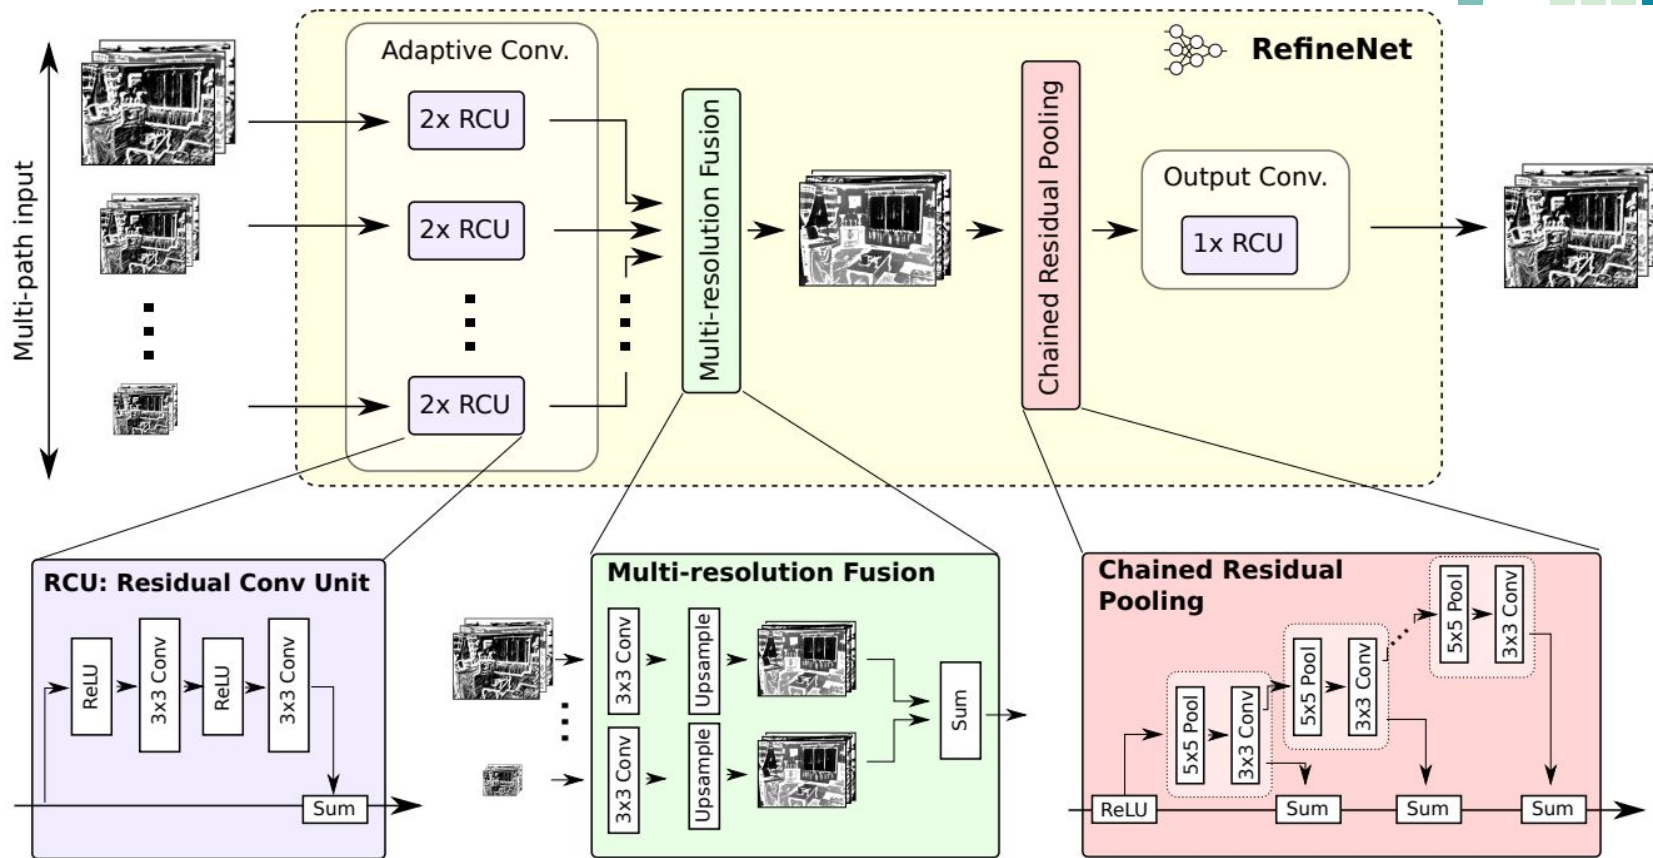 Multi-path input
Adaptive Conv.
2x RCU
2x RCU
2x RCU
Multi-resolution Fusion
Chained Residual Pooling
RefineNet
Output Conv.
1x RCU
RCU: Residual Conv Unit
ReLU
3x3 Conv
ReLU
3x3 Conv
Sum
Multi-resolution Fusion
3x3 Conv
Upsample
3x3 Conv
Upsample
Sum
Chained Residual
Pooling
ReLU
5x5 Pool
3x3 Conv
5x5 Pool
3x3 Conv
5x5 Pool
3x3 Conv
Sum
Sum
Sum